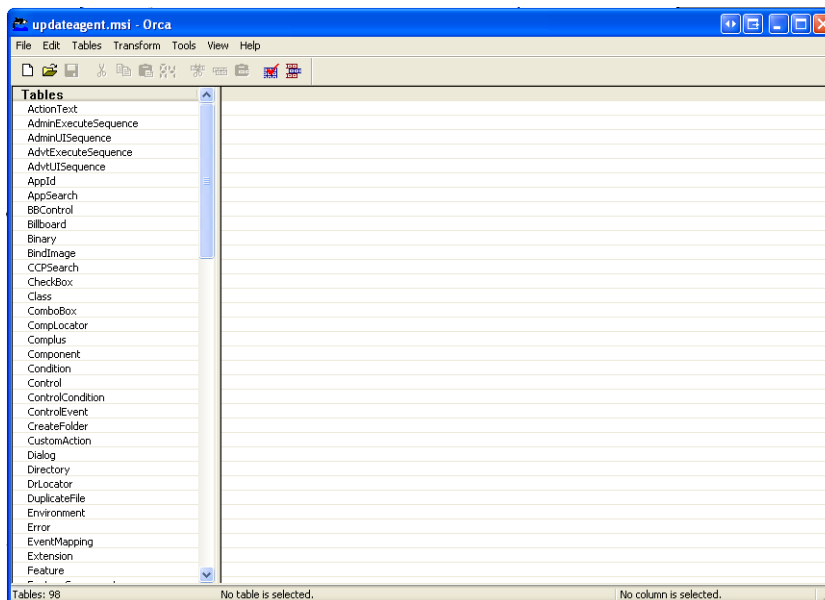 updateagent.msi - Orca
File Edit Tables Transform Tools View Help
Tables
ActionText
AdminExecuteSequence
AdminUISequence
AdvtExecuteSequence
AdvtUISequence
AppId
AppSearch
BBControl
Billboard
Binary
BindImage
CCPSearch
CheckBox
Class
ComboBox
CompLocator
Complus
Component
Condition
Control
ControlCondition
ControlEvent
CreateFolder
CustomAction
Dialog
Directory
DrLocator
DuplicateFile
Environment
Error
EventMapping
Extension
Feature
Tables: 98 No table is selected. No column is selected.